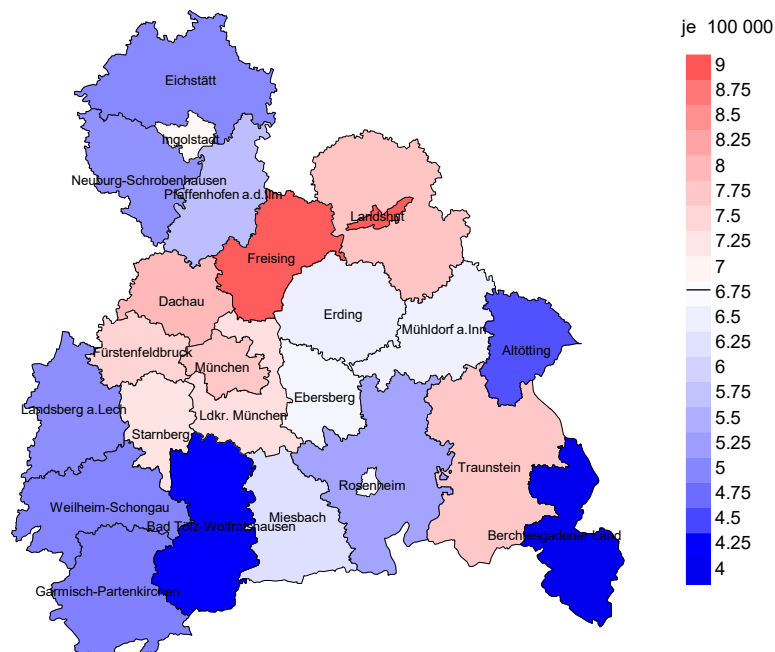 je 100 000
9
8.75
8.5
8.25
8
7.75
7.5
7.25
7
6.75
6.5
6.25
6
5.75
5.5
5.25
5
4.75
4.5
4.25
4
Eichstätt
Ingolstadt
Neuburg-Schrobenhausen
Pfaffenhofen a.d.Ilm
Landshut
Freising
Dachau
Erding
Mühldorf a.Inn
Altötting
Fürstenfeldbruck
München
Ebersberg
Landsberg a.Lech
Ldkr. München
Starnberg
Traunstein
Rosenheim
Weilheim-Schongau
Miesbach
Bad Tölz-Wolfratshausen
Berchtesgadener Land
Garmisch-Partenkirchen